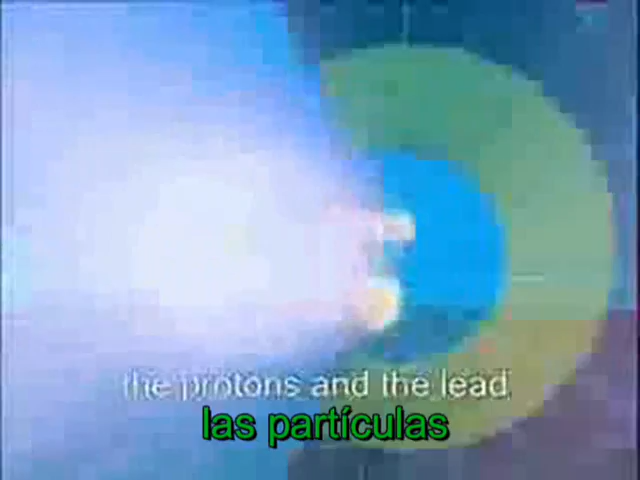 the protons and the lead
las partículas